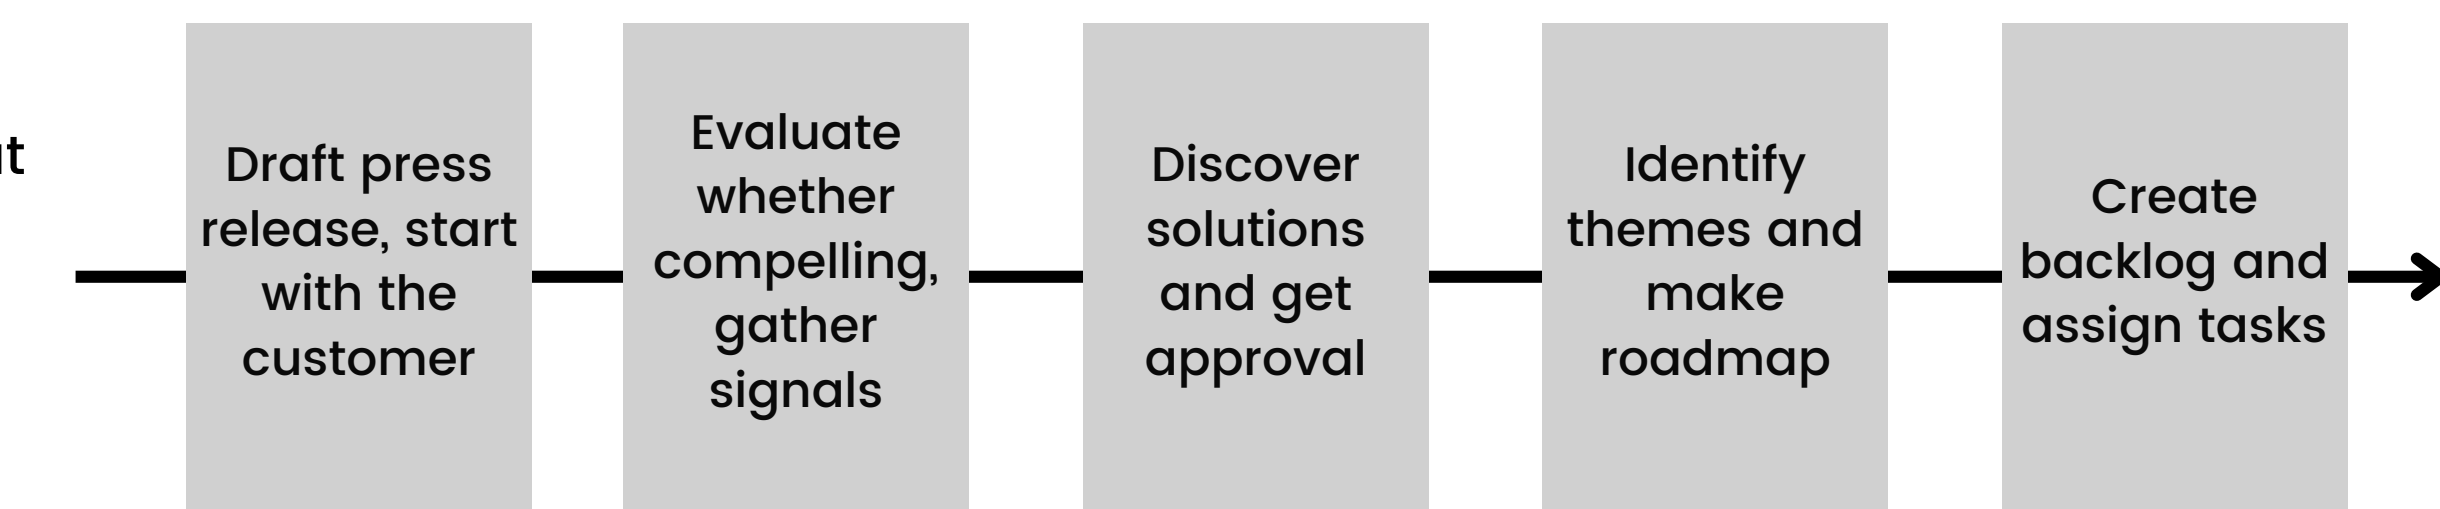 Draft press
release, start
with the
customer
Evaluate
whether
compelling,
gather
signals
Discover
solutions
and get
approval
Identify
themes and
make
roadmap
Create
backlog and
assign tasks